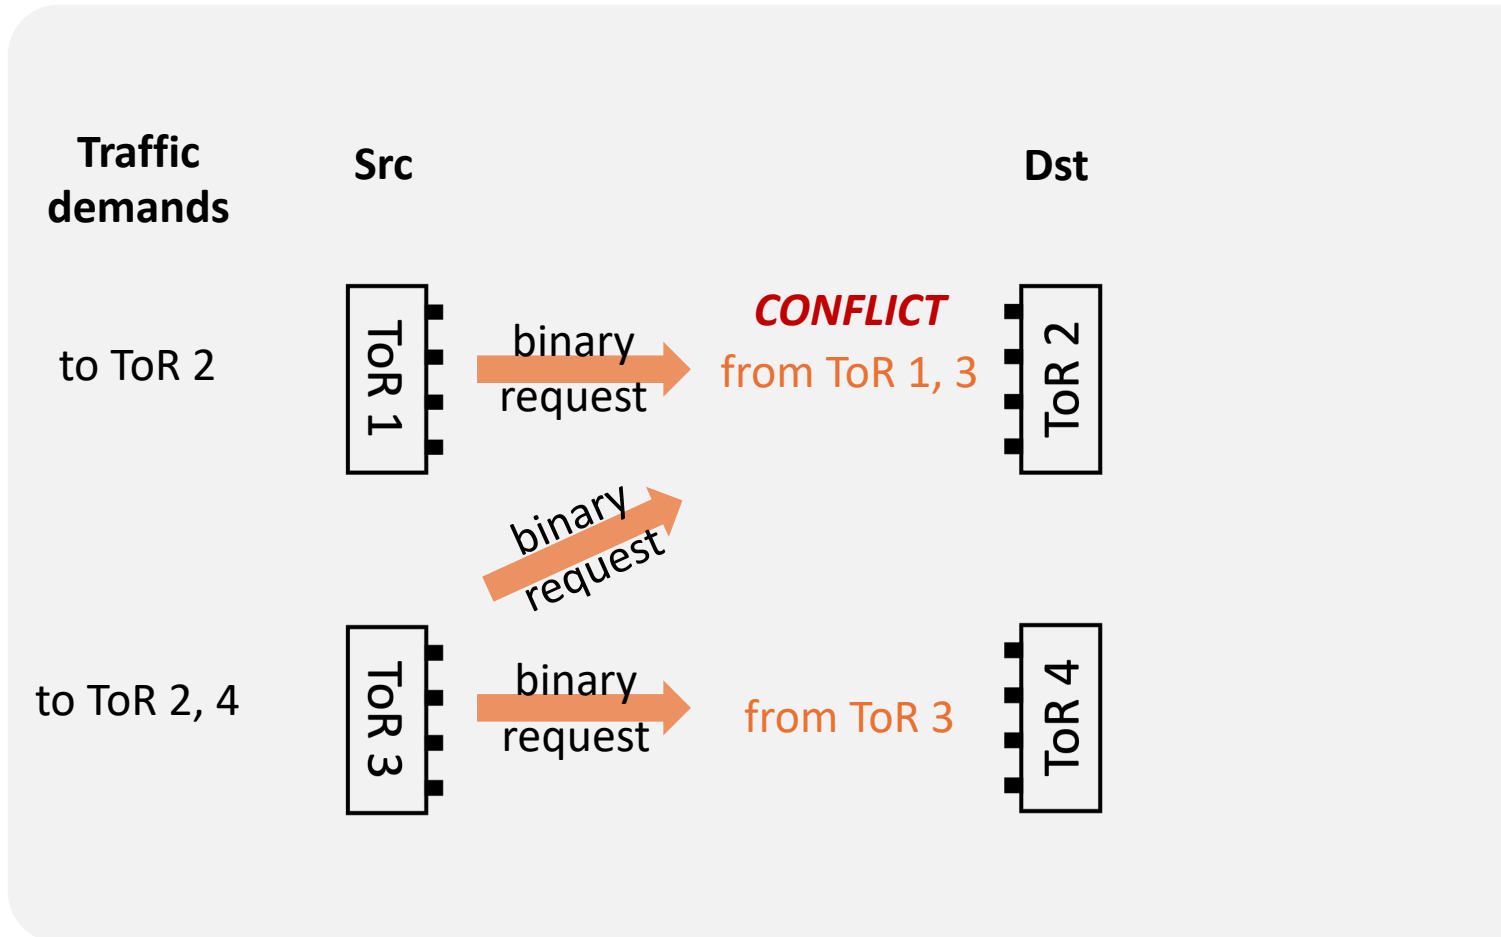 Traffic
demands
Src
Dst
to ToR 2
ToR 1
binary
request
CONFLICT
from ToR 1, 3
ToR 2
binary
request
to ToR 2, 4
ToR 3
binary
request
from ToR 3
ToR 4